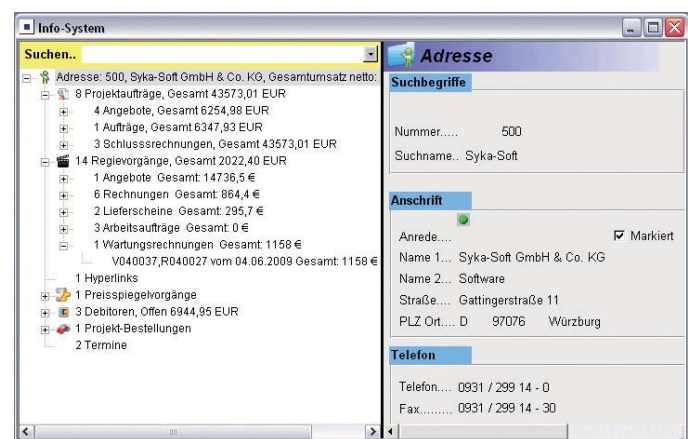 Info-System
Suchen..
Adresse: 500, Syka-Soft GmbH & Co. KG, Gesamtumsatz netto:
8 Projektaufträge, Gesamt 43573,01 EUR
4 Angebote, Gesamt 6254,98 EUR
1 Aufträge, Gesamt 6347,93 EUR
3 Schlusssrechnungen, Gesamt 43573,01 EUR
14 Regievorgänge, Gesamt 2022,40 EUR
1 Angebote Gesamt: 14736,5 €
6 Rechnungen Gesamt: 864,4 €
2 Lieferscheine Gesamt: 295,7 €
3 Arbeitsaufträge Gesamt: 0 €
1 Wartungsrechnungen Gesamt: 1158 €
V040037,R040027 vom 04.06.2009 Gesamt: 1158 €
1 Hyperlinks
1 Preisspiegelvorgänge
3 Debitoren, Offen 6944,95 EUR
1 Projekt-Bestellungen
2 Termine
Adresse
Suchbegriffe
Nummer..... 500
Suchname.. Syka-Soft
Anschrift
Anrede.... Markiert
Name 1... Syka-Soft GmbH & Co. KG
Name 2... Software
Straße.... Gattingerstraße 11
PLZ Ort.... D 97076 Würzburg
Telefon
Telefon.... 0931 / 299 14 - 0
Fax......... 0931 / 299 14 - 30